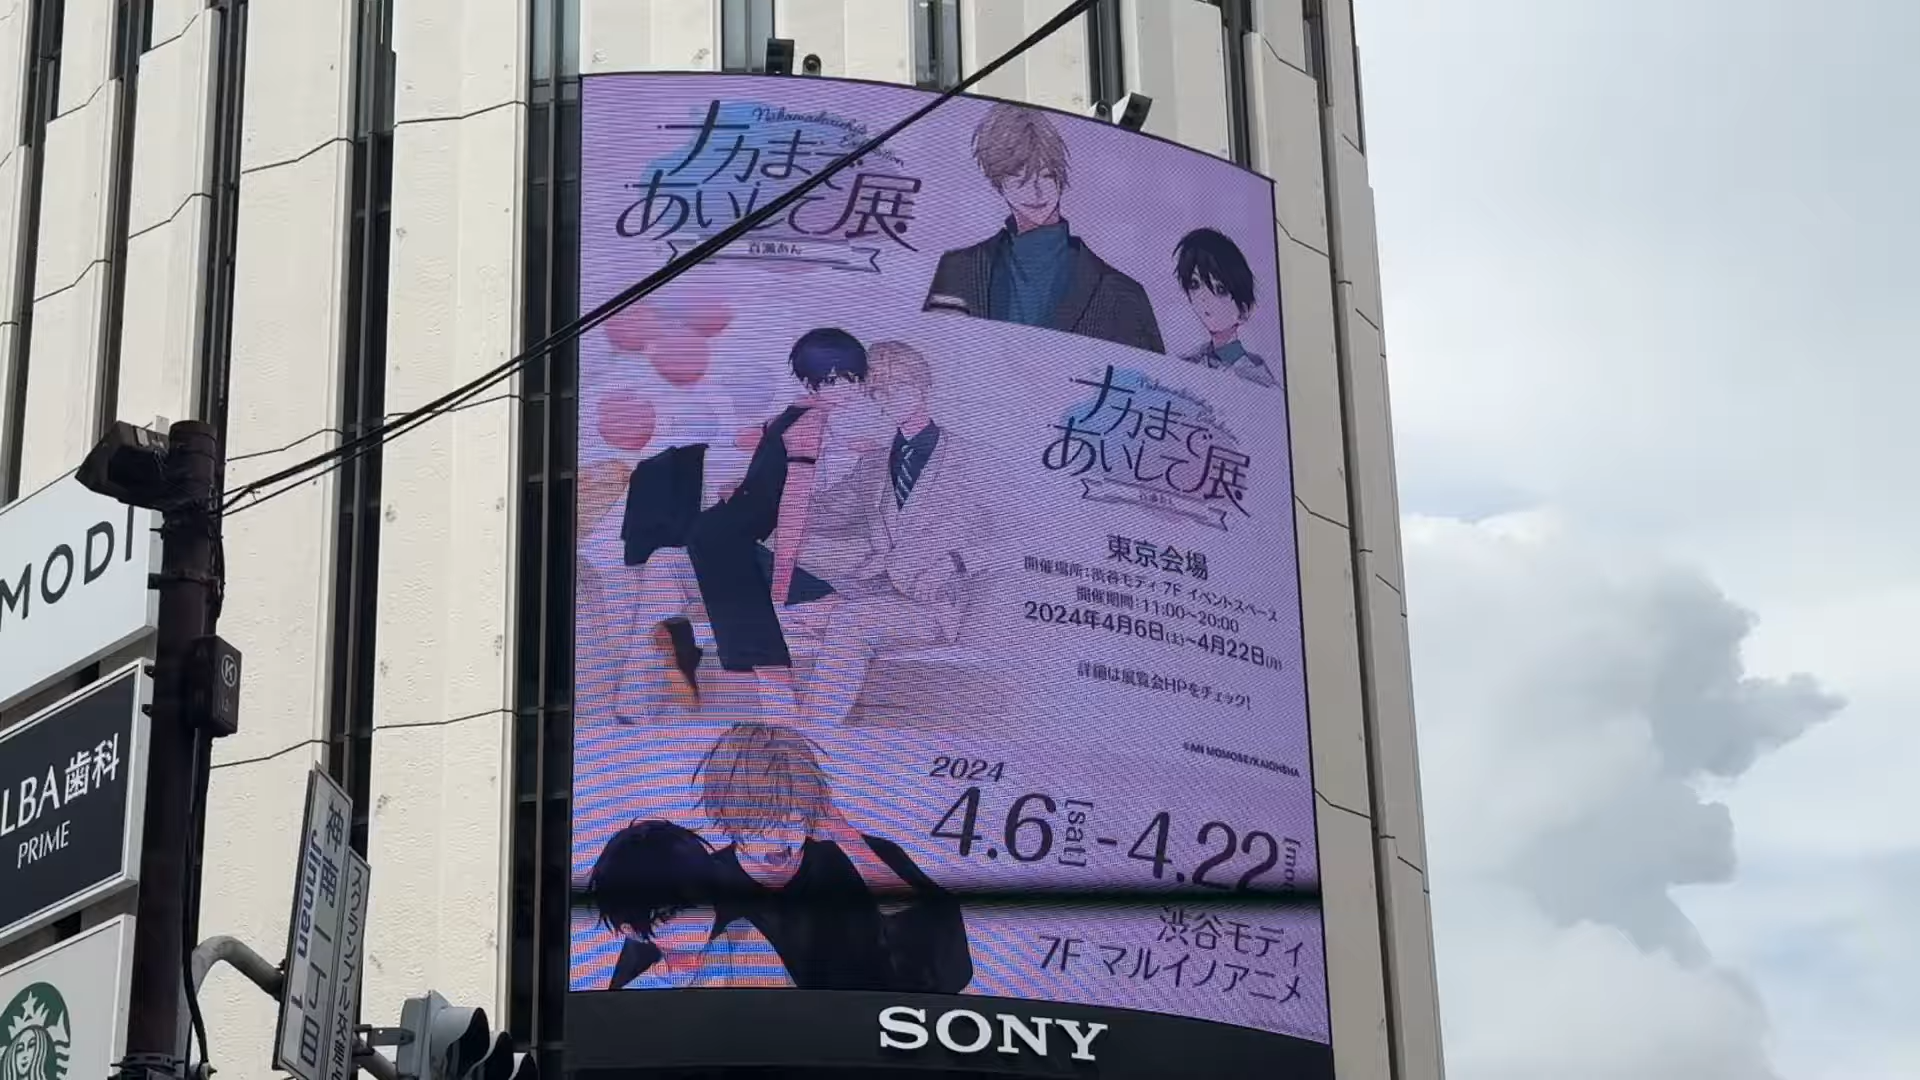 ナカまで
あいして展
百瀬あん
ナカまで
あいして展
東京会場
開催場所：渋谷モディ 7F イベントスペース
開催期間：11:00〜20:00
2024年4月6日(土)〜4月22日(月)
詳細は展覧会HPをチェック!
©AN MOMOSE/KAIOHSHA
2024
4.6[sat]-4.22[mon
渋谷モディ
7F マルイノアニメ
SONY
MODI
LBA歯科
PRIME
神南一丁目
Jinnan 1